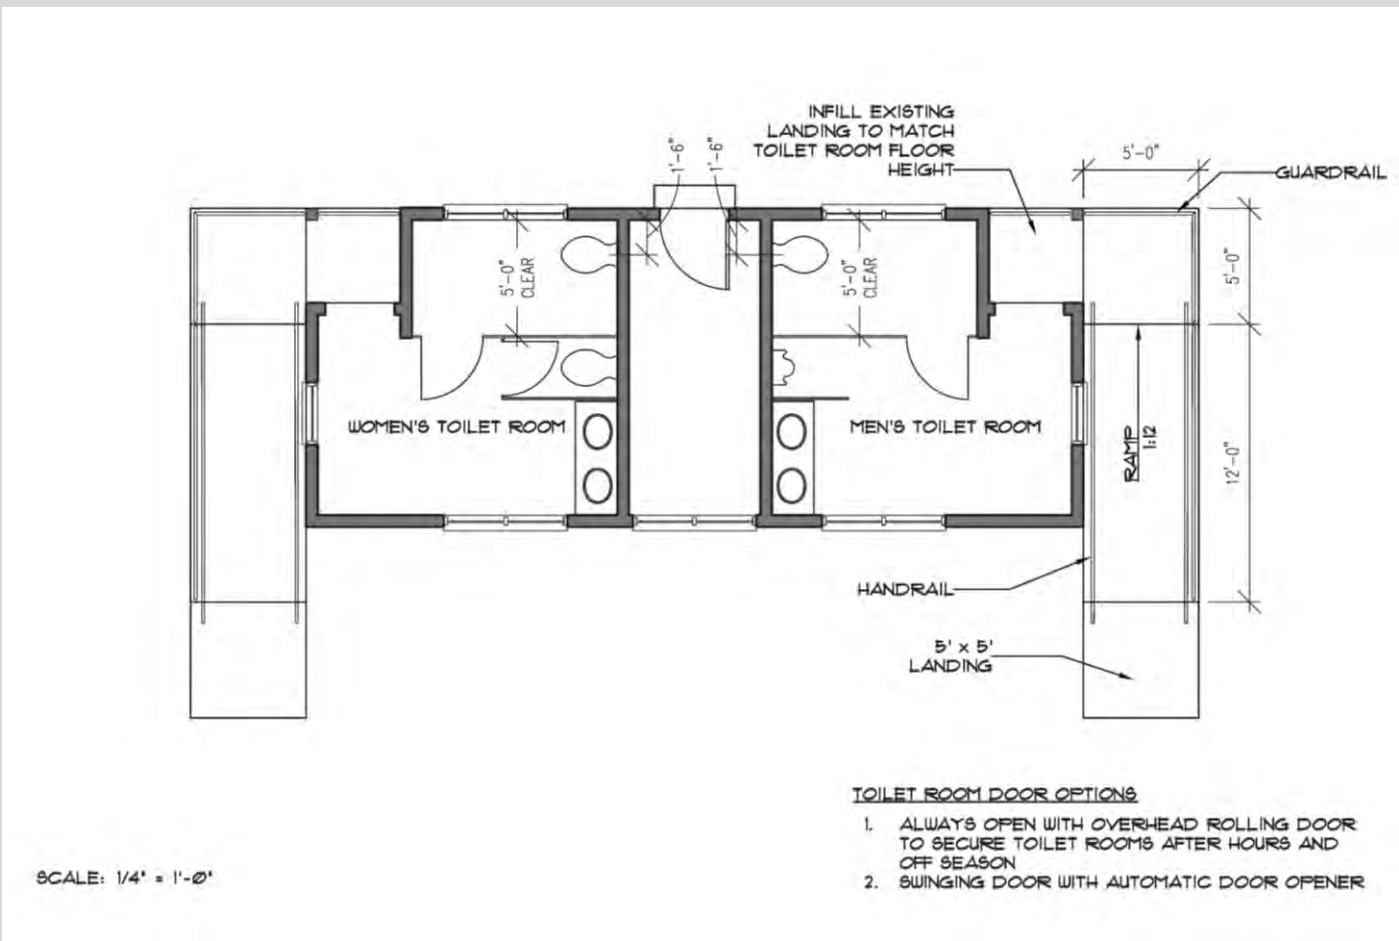 INFILL EXISTING
LANDING TO MATCH
TOILET ROOM FLOOR
HEIGHT
1'-6"
1'-6"
5'-0"
GUARDRAIL
5'-0"
CLEAR
5'-0"
CLEAR
5'-0"
WOMEN'S TOILET ROOM
MEN'S TOILET ROOM
RAMP
1:12
12'-0"
HANDRAIL
5' x 5'
LANDING
TOILET ROOM DOOR OPTIONS
1. ALWAYS OPEN WITH OVERHEAD ROLLING DOOR
TO SECURE TOILET ROOMS AFTER HOURS AND
OFF SEASON
2. SWINGING DOOR WITH AUTOMATIC DOOR OPENER
SCALE: 1/4" = 1'-0"